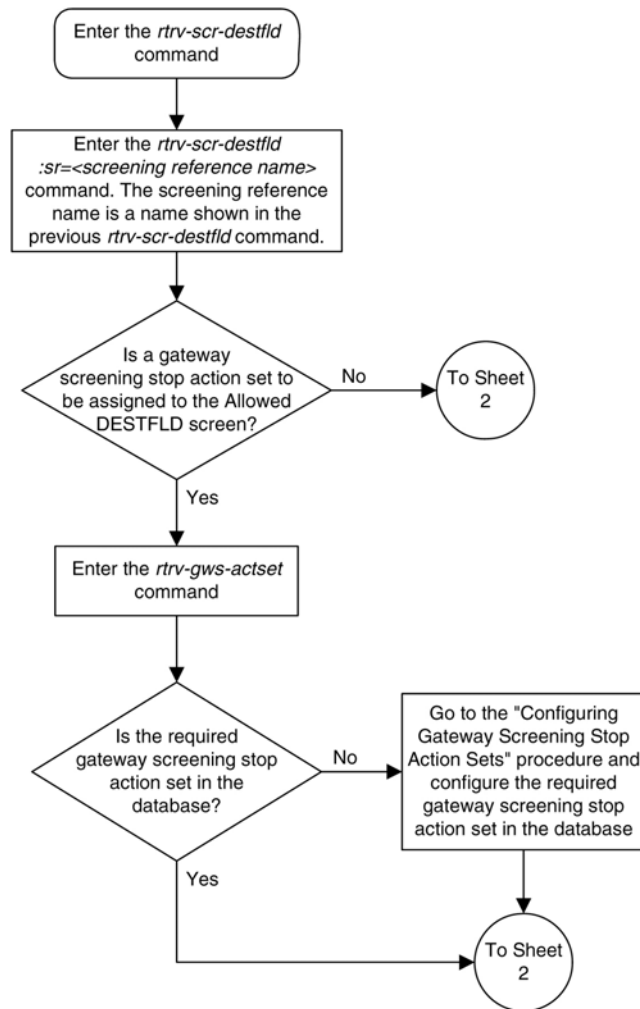 Enter the rtrv-scr-destfld
command
Enter the rtrv-scr-destfld
:sr=<screening reference name>
command. The screening reference
name is a name shown in the
previous rtrv-scr-destfld command.
Is a gateway
screening stop action set to
be assigned to the Allowed
DESTFLD screen?
No
To Sheet
2
Yes
Enter the rtrv-gws-actset
command
Is the required
gateway screening stop
action set in the
database?
No
Go to the "Configuring
Gateway Screening Stop
Action Sets" procedure and
configure the required
gateway screening stop
action set in the database
Yes
To Sheet
2